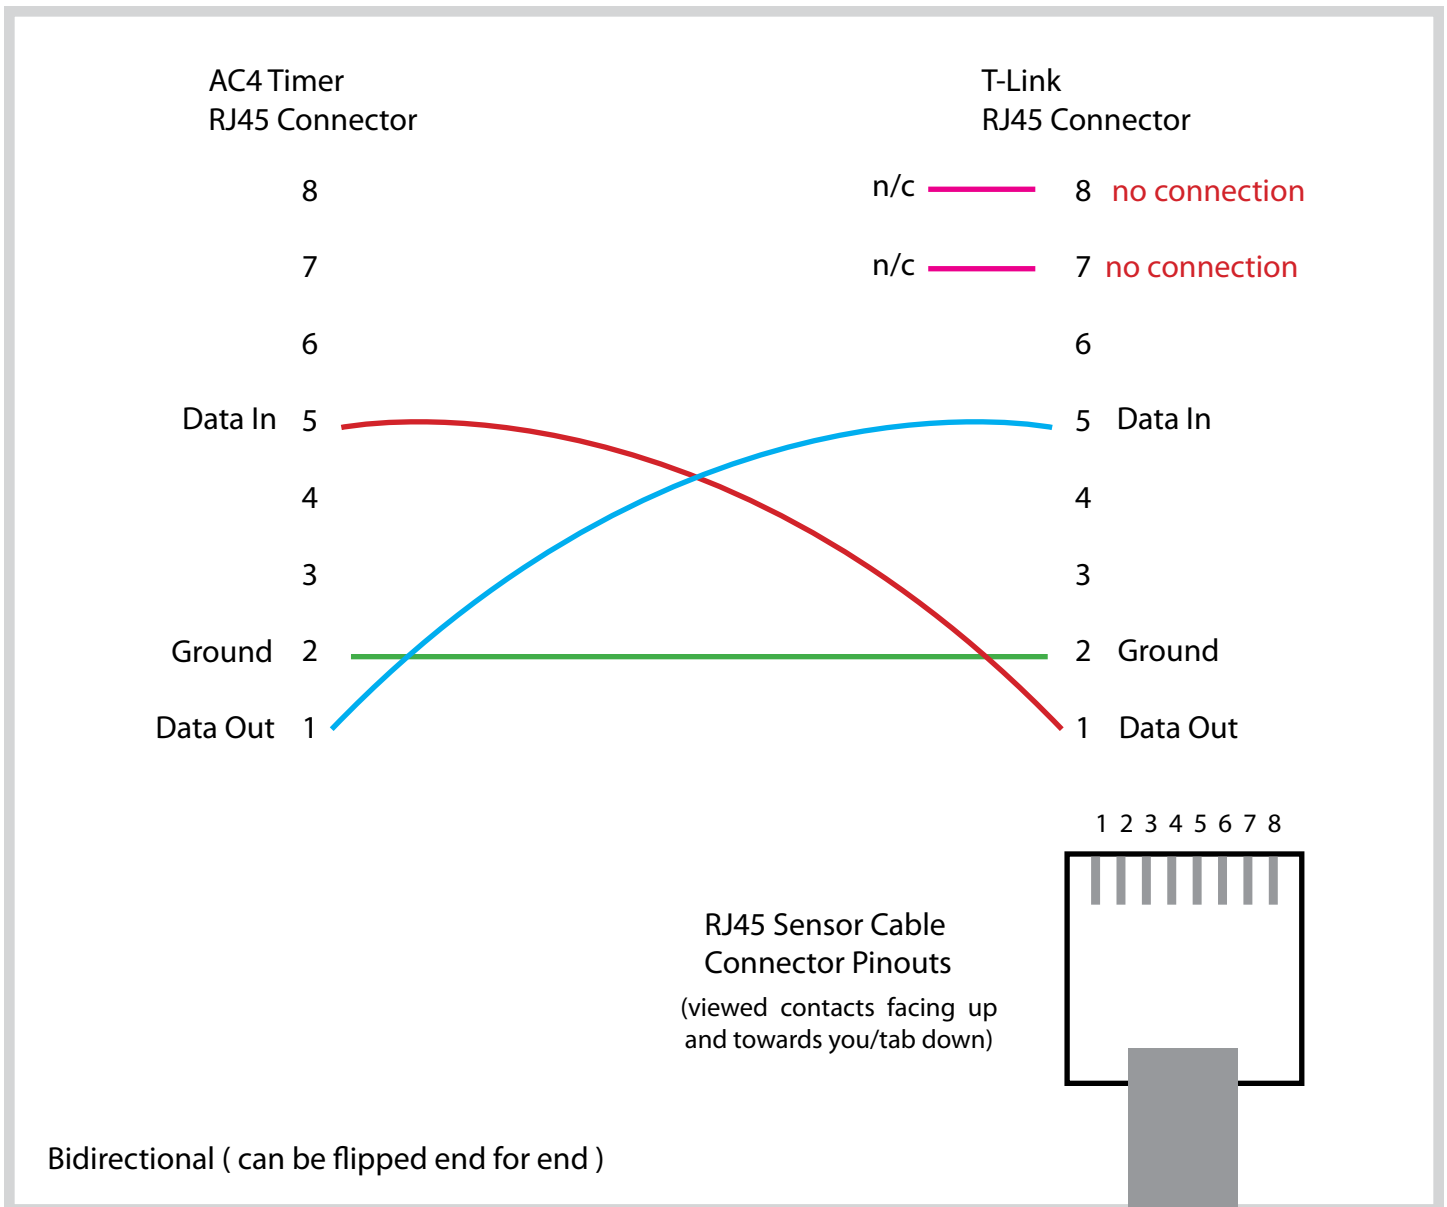 AC4 Timer
RJ45 Connector
T-Link
RJ45 Connector
8
n/c
8 no connection
7
n/c
7 no connection
6
6
Data In 5
5 Data In
4
4
3
3
Ground 2
2 Ground
Data Out 1
1 Data Out
1 2 3 4 5 6 7 8
RJ45 Sensor Cable
Connector Pinouts
(viewed contacts facing up
and towards you/tab down)
Bidirectional ( can be flipped end for end )